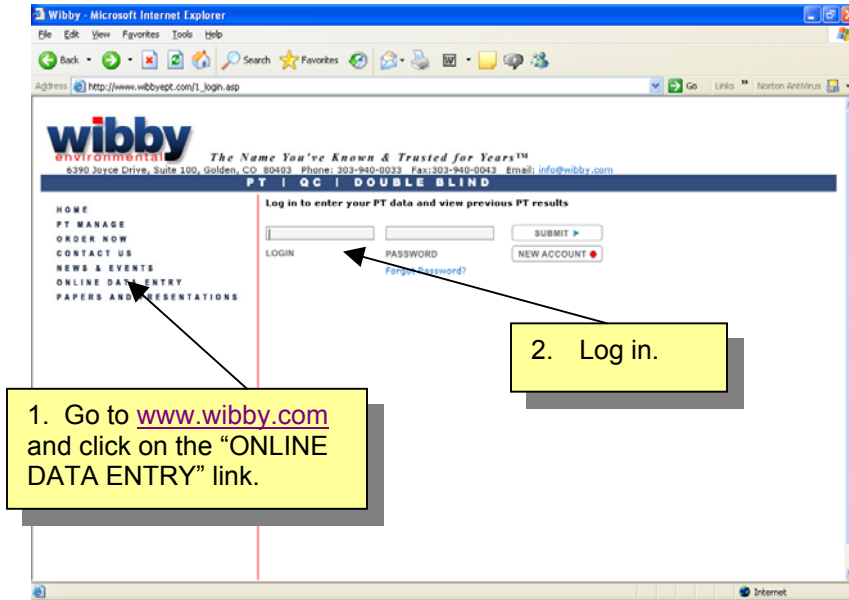 Wibby - Microsoft Internet Explorer
File Edit View Favorites Tools Help
Back Search Favorites
Address http://www.wibbyept.com/1_login.asp Go Links » Norton AntiVirus
wibby
environmental The Name You've Known & Trusted for Years™
6390 Joyce Drive, Suite 100, Golden, CO 80403 Phone: 303-940-0033 Fax:303-940-0043 Email: info@wibby.com
PT | QC | DOUBLE BLIND
Log in to enter your PT data and view previous PT results
HOME
PT MANAGE
ORDER NOW
CONTACT US
NEWS & EVENTS
ONLINE DATA ENTRY
PAPERS AND PRESENTATIONS
SUBMIT
LOGIN PASSWORD NEW ACCOUNT
Forgot Password?
2. Log in.
1. Go to www.wibby.com
and click on the “ONLINE
DATA ENTRY” link.
Internet